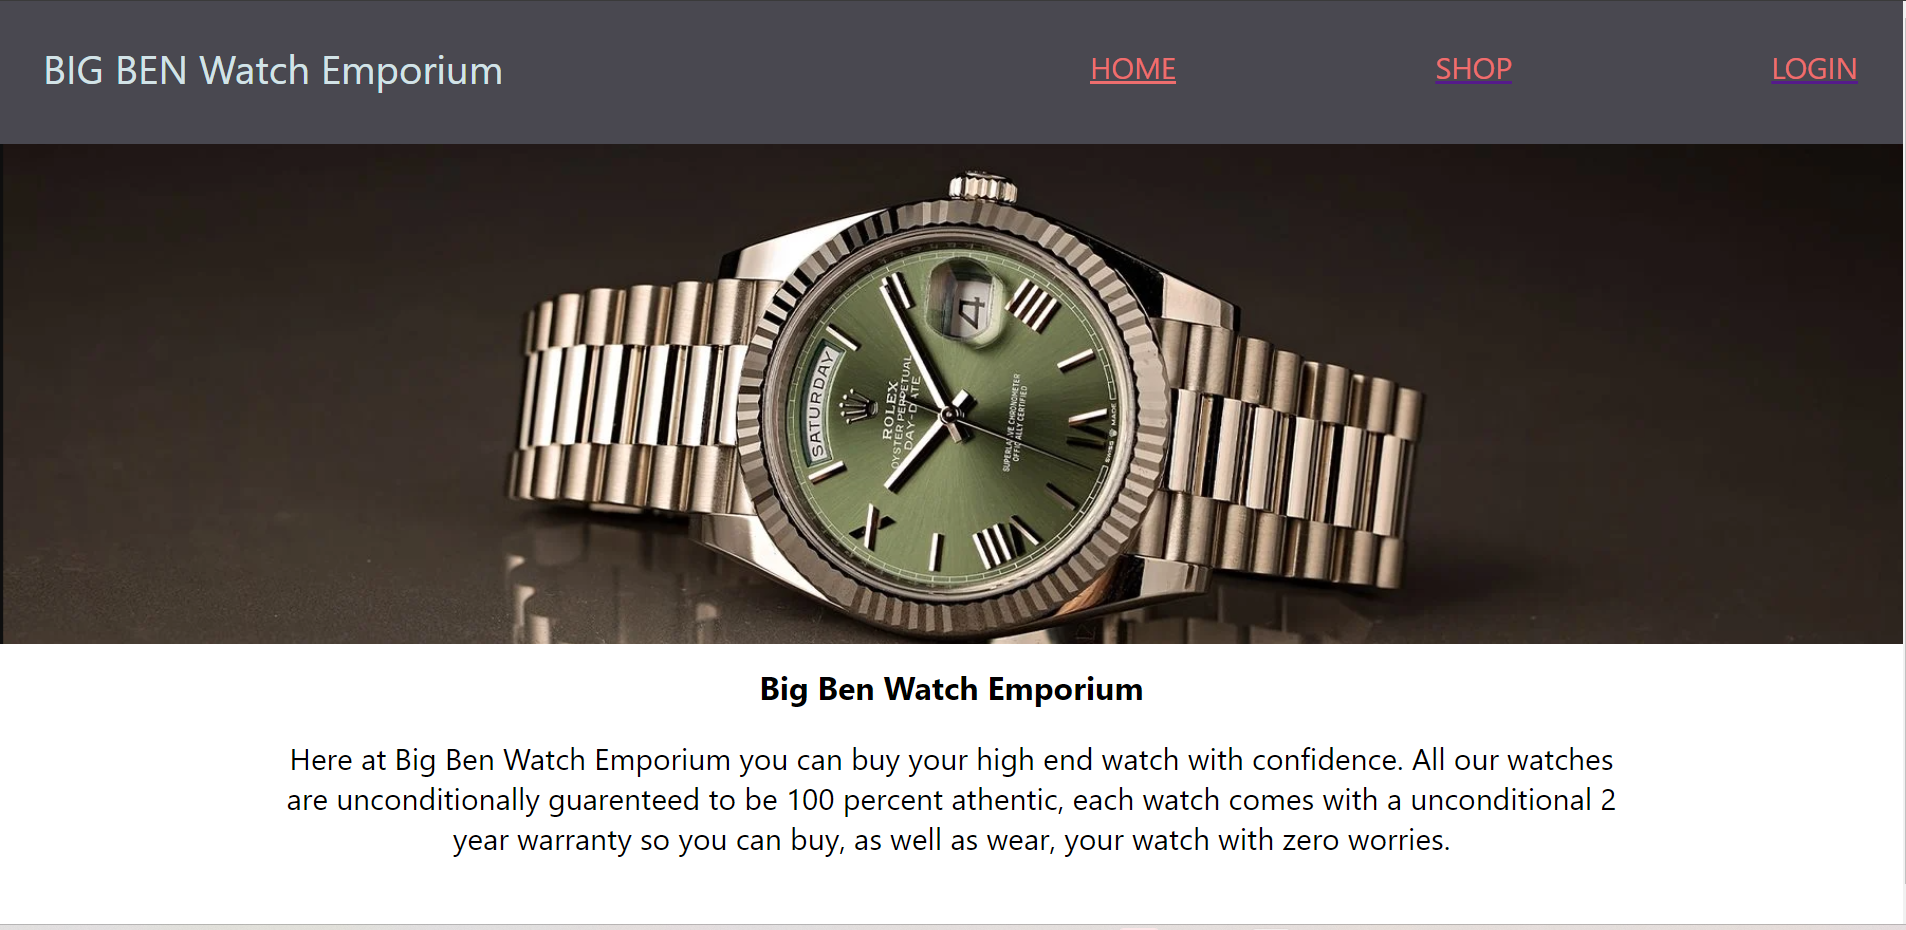 BIG BEN Watch Emporium
HOME
SHOP
LOGIN
4
SATURDAY
ROLEX
OYSTER PERPETUAL
DAY-DATE
SUPERLATIVE CHRONOMETER
OFFICIALLY CERTIFIED
SWISS MADE
Big Ben Watch Emporium
Here at Big Ben Watch Emporium you can buy your high end watch with confidence. All our watches
are unconditionally guarenteed to be 100 percent athentic, each watch comes with a unconditional 2
year warranty so you can buy, as well as wear, your watch with zero worries.